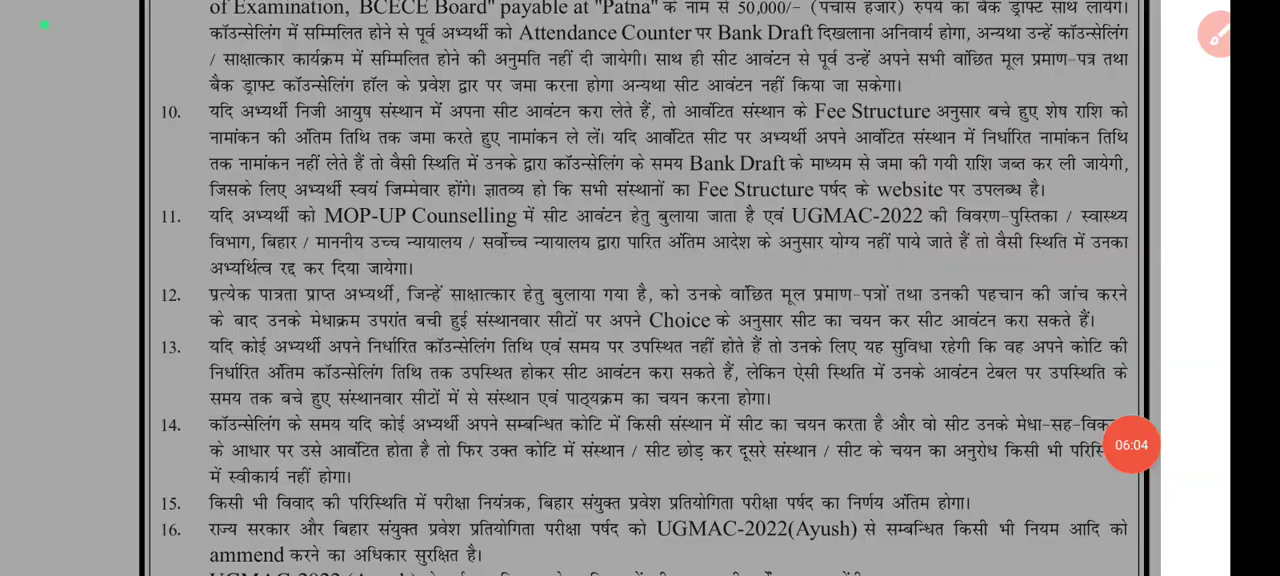 of Examination, BCECE Board" payable at "Patna" के नाम से 50,000/- (पचास हजार) रुपये का बैंक ड्राफ्ट साथ लायेंगे।
कॉउन्सेलिंग में सम्मिलित होने से पूर्व अभ्यर्थी को Attendance Counter पर Bank Draft दिखलाना अनिवार्य होगा, अन्यथा उन्हें कॉउन्सेलिंग
/ साक्षात्कार कार्यक्रम में सम्मिलित होने की अनुमति नहीं दी जायेगी। साथ ही सीट आवंटन से पूर्व उन्हें अपने सभी वांछित मूल प्रमाण-पत्र तथा
बैंक ड्राफ्ट कॉउन्सेलिंग हॉल के प्रवेश द्वार पर जमा करना होगा अन्यथा सीट आवंटन नहीं किया जा सकेगा।
10. यदि अभ्यर्थी निजी आयुष संस्थान में अपना सीट आवंटन करा लेते हैं, तो आवंटित संस्थान के Fee Structure अनुसार बचे हुए शेष राशि को
नामांकन की अंतिम तिथि तक जमा करते हुए नामांकन ले लें। यदि आवंटित सीट पर अभ्यर्थी अपने आवंटित संस्थान में निर्धारित नामांकन तिथि
तक नामांकन नहीं लेते हैं तो वैसी स्थिति में उनके द्वारा कॉउन्सेलिंग के समय Bank Draft के माध्यम से जमा की गयी राशि जब्त कर ली जायेगी,
जिसके लिए अभ्यर्थी स्वयं जिम्मेवार होंगे। ज्ञातव्य हो कि सभी संस्थानों का Fee Structure पर्षद के website पर उपलब्ध है।
11. यदि अभ्यर्थी को MOP-UP Counselling में सीट आवंटन हेतु बुलाया जाता है एवं UGMAC-2022 की विवरण-पुस्तिका / स्वास्थ्य
विभाग, बिहार / माननीय उच्च न्यायालय / सर्वोच्च न्यायालय द्वारा पारित अंतिम आदेश के अनुसार योग्य नहीं पाये जाते हैं तो वैसी स्थिति में उनका
अभ्यर्थित्व रद्द कर दिया जायेगा।
12. प्रत्येक पात्रता प्राप्त अभ्यर्थी, जिन्हें साक्षात्कार हेतु बुलाया गया है, को उनके वांछित मूल प्रमाण-पत्रों तथा उनकी पहचान की जांच करने
के बाद उनके मेधाक्रम उपरांत बची हुई संस्थानवार सीटों पर अपने Choice के अनुसार सीट का चयन कर सीट आवंटन करा सकते हैं।
13. यदि कोई अभ्यर्थी अपने निर्धारित कॉउन्सेलिंग तिथि एवं समय पर उपस्थित नहीं होते हैं तो उनके लिए यह सुविधा रहेगी कि वह अपने कोटि की
निर्धारित अंतिम कॉउन्सेलिंग तिथि तक उपस्थित होकर सीट आवंटन करा सकते हैं, लेकिन ऐसी स्थिति में उनके आवंटन टेबल पर उपस्थिति के
समय तक बचे हुए संस्थानवार सीटों में से संस्थान एवं पाठ्यक्रम का चयन करना होगा।
14. कॉउन्सेलिंग के समय यदि कोई अभ्यर्थी अपने सम्बन्धित कोटि में किसी संस्थान में सीट का चयन करता है और वो सीट उनके मेधा-सह-
के आधार पर उसे आवंटित होता है तो फिर उक्त कोटि में संस्थान / सीट छोड़ कर दूसरे संस्थान / सीट के चयन का अनुरोध किसी भी
में स्वीकार्य नहीं होगा।
15. किसी भी विवाद की परिस्थिति में परीक्षा नियंत्रक, बिहार संयुक्त प्रवेश प्रतियोगिता परीक्षा पर्षद का निर्णय अंतिम होगा।
16. राज्य सरकार और बिहार संयुक्त प्रवेश प्रतियोगिता परीक्षा पर्षद को UGMAC-2022(Ayush) से सम्बन्धित किसी भी नियम आदि को
ammend करने का अधिकार सुरक्षित है।
06:04